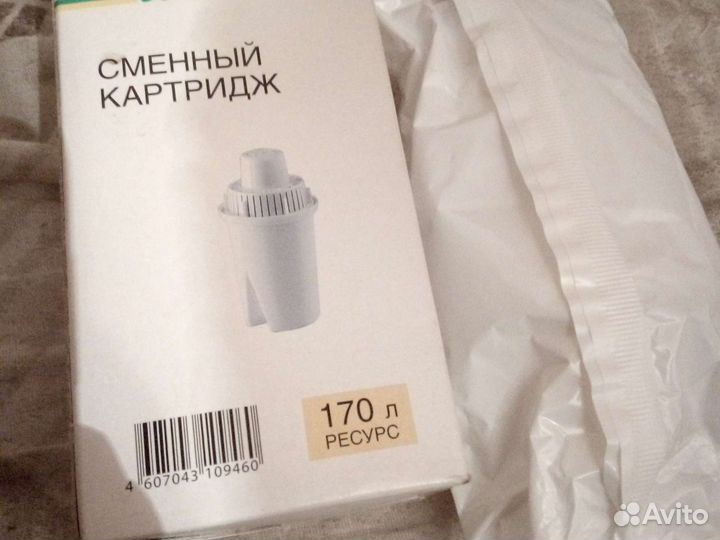 СМЕННЫЙ
КАРТРИДЖ
170 л
РЕСУРС
4 607043 109460
Avito